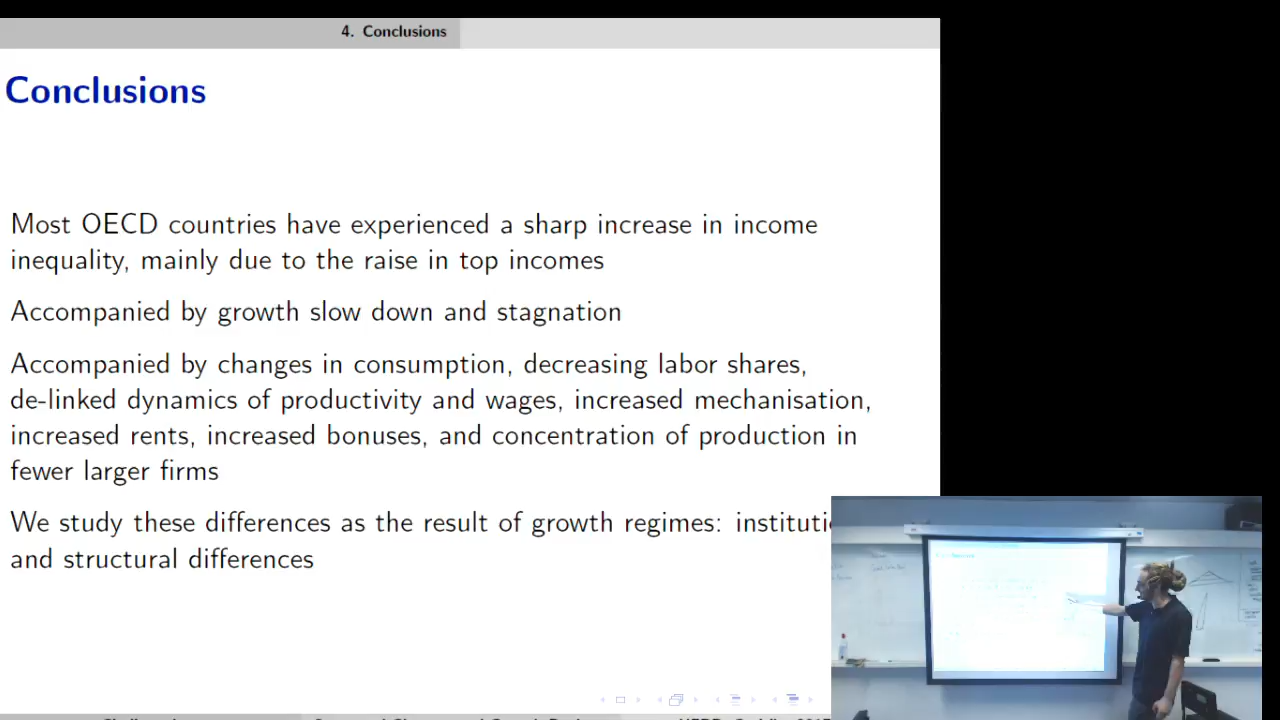 4. Conclusions
Conclusions
Most OECD countries have experienced a sharp increase in income
inequality, mainly due to the raise in top incomes
Accompanied by growth slow down and stagnation
Accompanied by changes in consumption, decreasing labor shares,
de-linked dynamics of productivity and wages, increased mechanisation,
increased rents, increased bonuses, and concentration of production in
fewer larger firms
We study these differences as the result of growth regimes:
and structural differences